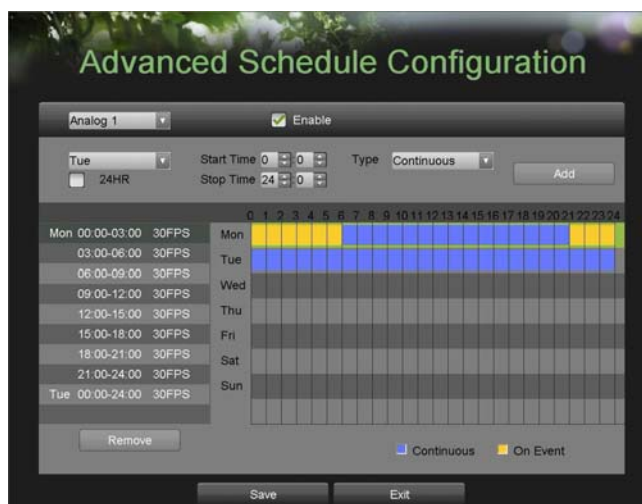 Advanced Schedule Configuration
Analog 1 Enable
Tue Start Time 0 0 Type Continuous
24HR Stop Time 24 0 Add
0 1 2 3 4 5 6 7 8 9 10 11 12 13 14 15 16 17 18 19 20 21 22 23 24
Mon 00:00-03:00 30FPS Mon
03:00-06:00 30FPS Tue
06:00-09:00 30FPS Wed
09:00-12:00 30FPS
12:00-15:00 30FPS Thu
15:00-18:00 30FPS Fri
18:00-21:00 30FPS Sat
21:00-24:00 30FPS Sun
Tue 00:00-24:00 30FPS
Remove Continuous On Event
Save Exit